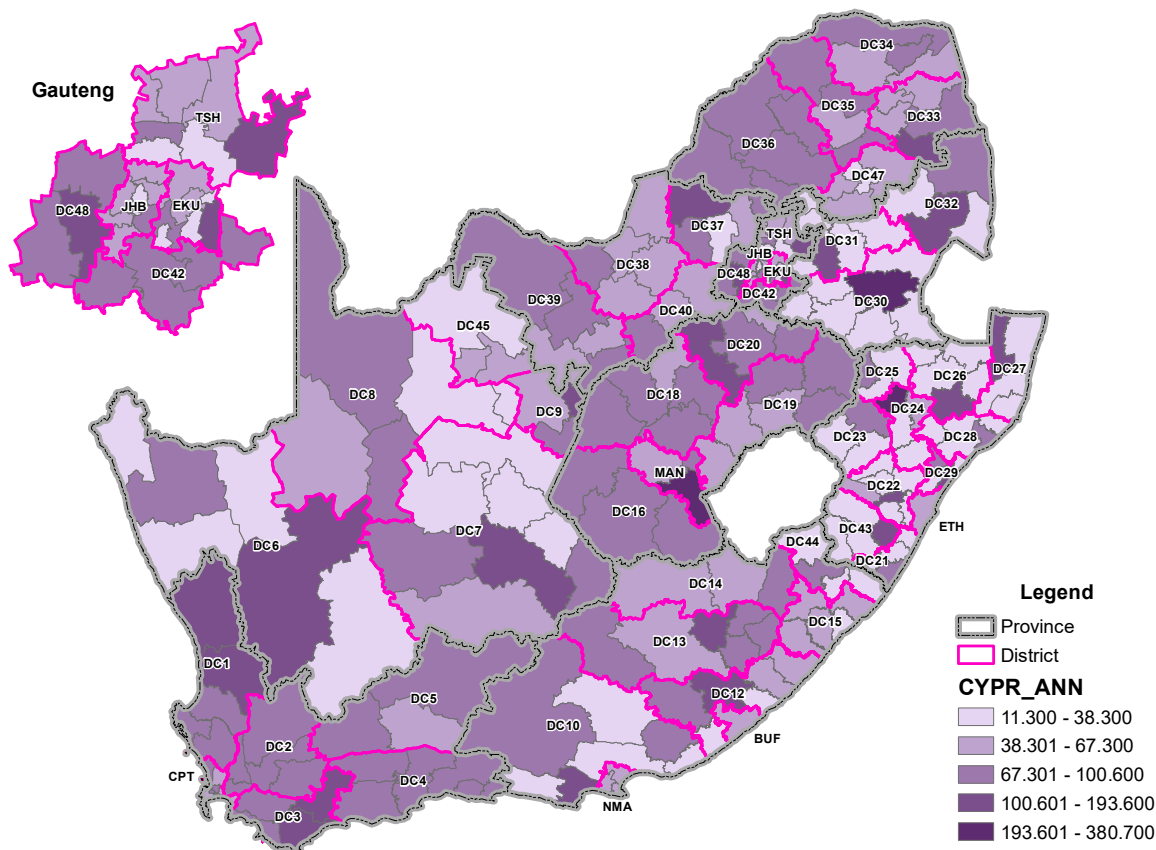 Gauteng
TSH
DC48
JHB
EKU
DC42
DC34
DC35
DC33
DC36
DC47
DC32
DC37
TSH
DC31
DC38
JHB
DC48
EKU
DC42
DC30
DC39
DC40
DC45
DC20
DC25
DC26
DC27
DC8
DC18
DC9
DC19
DC24
DC23
DC28
MAN
DC29
DC22
DC16
ETH
DC7
DC43
DC6
DC44
DC21
DC14
DC15
DC13
DC1
DC12
DC5
DC10
BUF
DC2
CPT
DC4
NMA
DC3
Legend
Province
District
CYPR_ANN
11.300 - 38.300
38.301 - 67.300
67.301 - 100.600
100.601 - 193.600
193.601 - 380.700